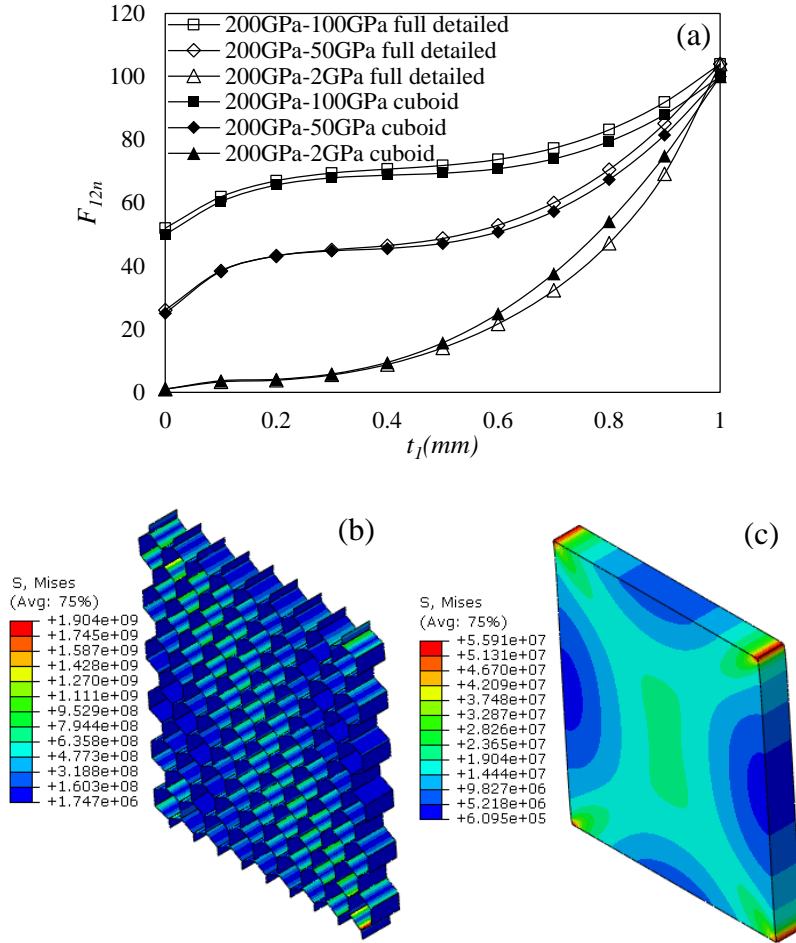 120
100
80
60
40
20
0
F12n
(a)
200GPa-100GPa full detailed
200GPa-50GPa full detailed
200GPa-2GPa full detailed
200GPa-100GPa cuboid
200GPa-50GPa cuboid
200GPa-2GPa cuboid
0 0.2 0.4 0.6 0.8 1
t1(mm)
(b)
S, Mises
(Avg: 75%)
+1.904e+09
+1.745e+09
+1.587e+09
+1.428e+09
+1.270e+09
+1.111e+09
+9.529e+08
+7.944e+08
+6.358e+08
+4.773e+08
+3.188e+08
+1.603e+08
+1.747e+06
(c)
S, Mises
(Avg: 75%)
+5.591e+07
+5.131e+07
+4.670e+07
+4.209e+07
+3.748e+07
+3.287e+07
+2.826e+07
+2.365e+07
+1.904e+07
+1.444e+07
+9.827e+06
+5.218e+06
+6.095e+05